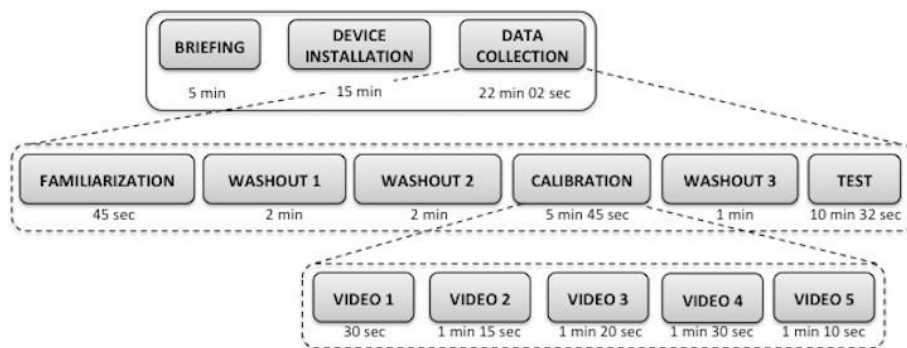 BRIEFING
DEVICE
INSTALLATION
DATA
COLLECTION
5 min
15 min
22 min 02 sec
FAMILIARIZATION
WASHOUT 1
WASHOUT 2
CALIBRATION
WASHOUT 3
TEST
45 sec
2 min
2 min
5 min 45 sec
1 min
10 min 32 sec
VIDEO 1
VIDEO 2
VIDEO 3
VIDEO 4
VIDEO 5
30 sec
1 min 15 sec
1 min 20 sec
1 min 30 sec
1 min 10 sec